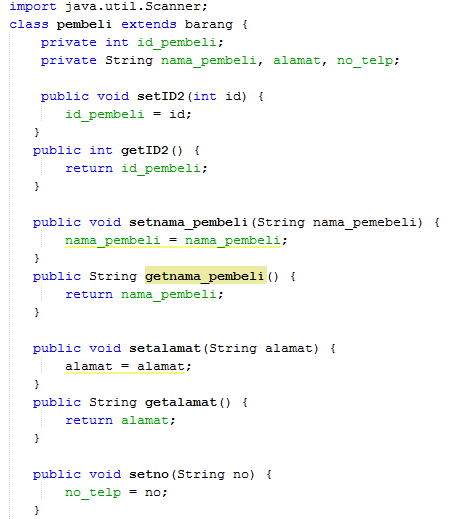 import java.util.Scanner;
class pembeli extends barang {
private int id_pembeli;
private String nama_pembeli, alamat, no_telp;
public void setID2(int id) {
id_pembeli = id;
}
public int getID2() {
return id_pembeli;
}
public void setnama_pembeli(String nama_pemebeli) {
nama_pembeli = nama_pembeli;
}
public String getnama_pembeli() {
return nama_pembeli;
}
public void setalamat(String alamat) {
alamat = alamat;
}
public String getalamat() {
return alamat;
}
public void setno(String no) {
no_telp = no;
}